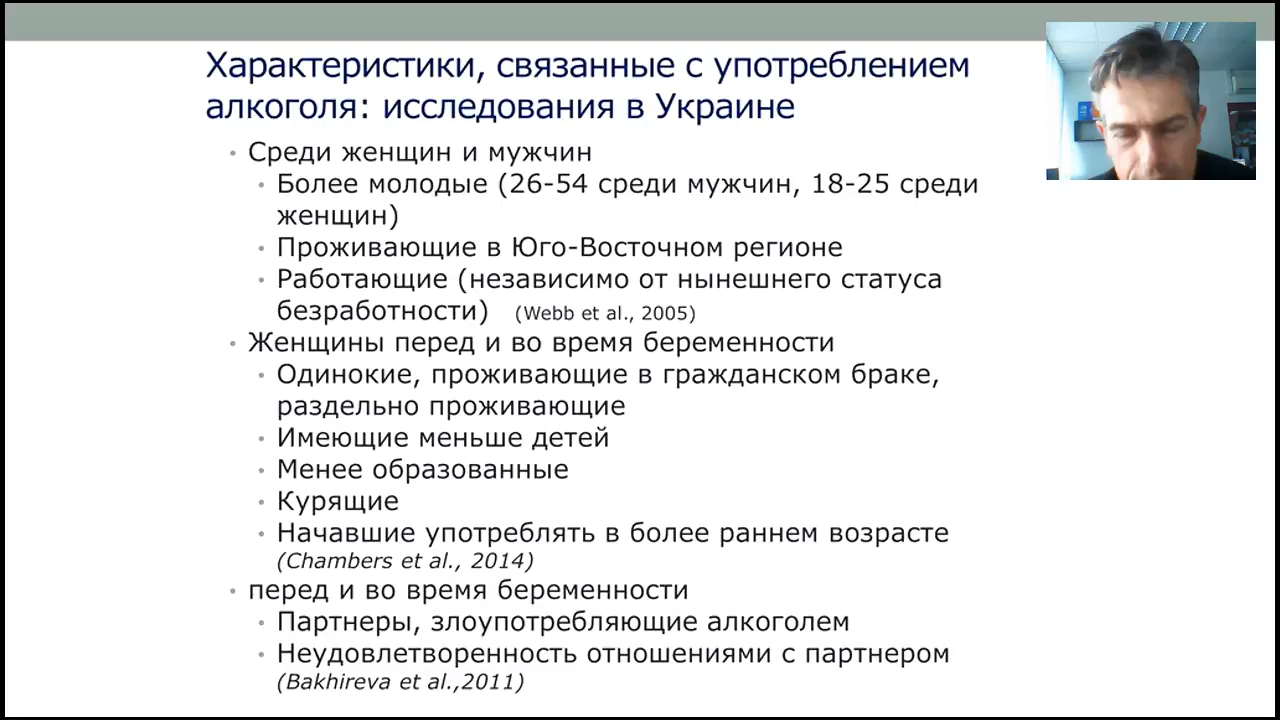 Характеристики, связанные с употреблением
алкоголя: исследования в Украине
• Среди женщин и мужчин
• Более молодые (26-54 среди мужчин, 18-25 среди
женщин)
• Проживающие в Юго-Восточном регионе
• Работающие (независимо от нынешнего статуса
безработности) (Webb et al., 2005)
• Женщины перед и во время беременности
• Одинокие, проживающие в гражданском браке,
раздельно проживающие
• Имеющие меньше детей
• Менее образованные
• Курящие
• Начавшие употреблять в более раннем возрасте
(Chambers et al., 2014)
• перед и во время беременности
• Партнеры, злоупотребляющие алкоголем
• Неудовлетворенность отношениями с партнером
(Bakhireva et al.,2011)